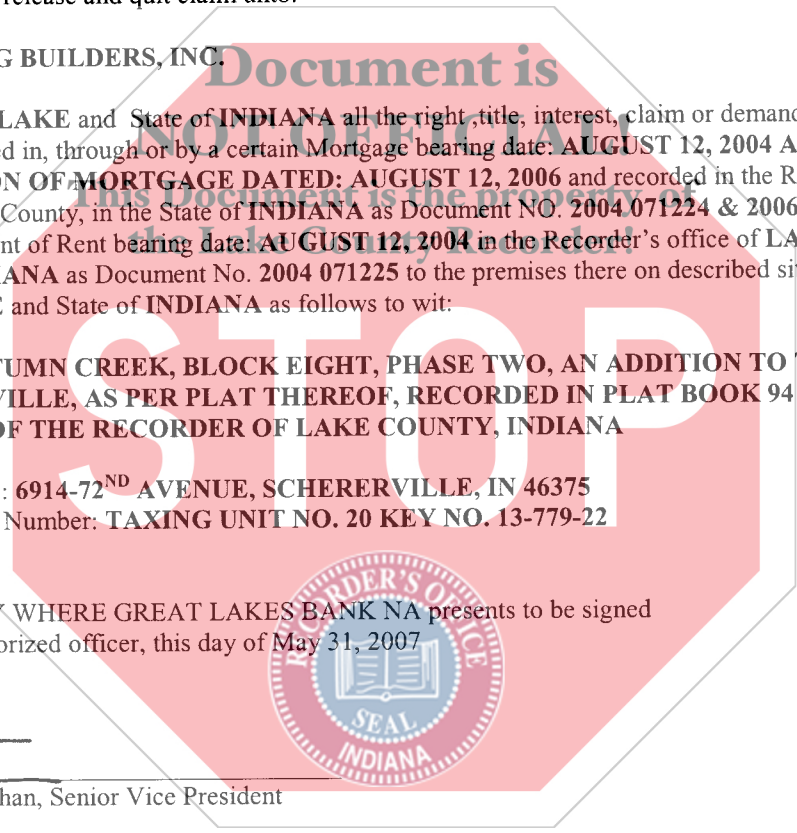 release and quit claim unto:
G BUILDERS, INC.
Document is
LAKE and State of INDIANA all the right ,title, interest, claim or demand
NOT OFFICIAL!
ed in, through or by a certain Mortgage bearing date: AUGUST 12, 2004 A
ON OF MORTGAGE DATED: AUGUST 12, 2006 and recorded in the R
This Document is the property of
County, in the State of INDIANA as Document NO. 2004 071224 & 2006
the Lake County Recorder!
nt of Rent bearing date: AUGUST 12, 2004 in the Recorder's office of LA
IANA as Document No. 2004 071225 to the premises there on described si
E and State of INDIANA as follows to wit:
STOP
TUMN CREEK, BLOCK EIGHT, PHASE TWO, AN ADDITION TO
VILLE, AS PER PLAT THEREOF, RECORDED IN PLAT BOOK 94
OF THE RECORDER OF LAKE COUNTY, INDIANA
: 6914-72ND AVENUE, SCHERERVILLE, IN 46375
Number: TAXING UNIT NO. 20 KEY NO. 13-779-22
Y WHERE GREAT LAKES BANK NA presents to be signed
orized officer, this day of May 31, 2007
RECORDER'S OFFICE
SEAL
INDIANA
han, Senior Vice President